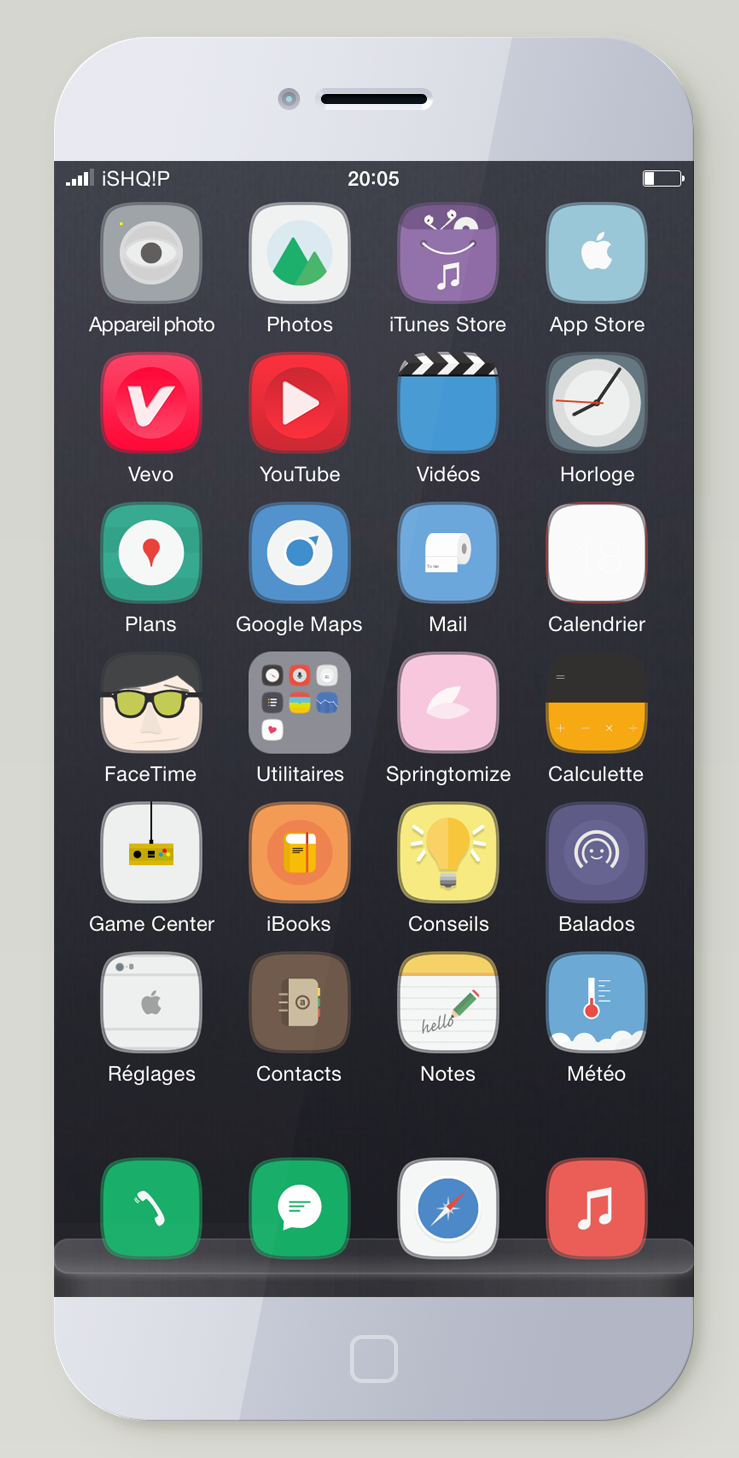 iSHQ!P 20:05
Appareil photo Photos iTunes Store App Store
Vevo YouTube Vidéos Horloge
18
Plans Google Maps Mail Calendrier
FaceTime Utilitaires Springtomize Calculette
Game Center iBooks Conseils Balados
a hello
Réglages Contacts Notes Météo